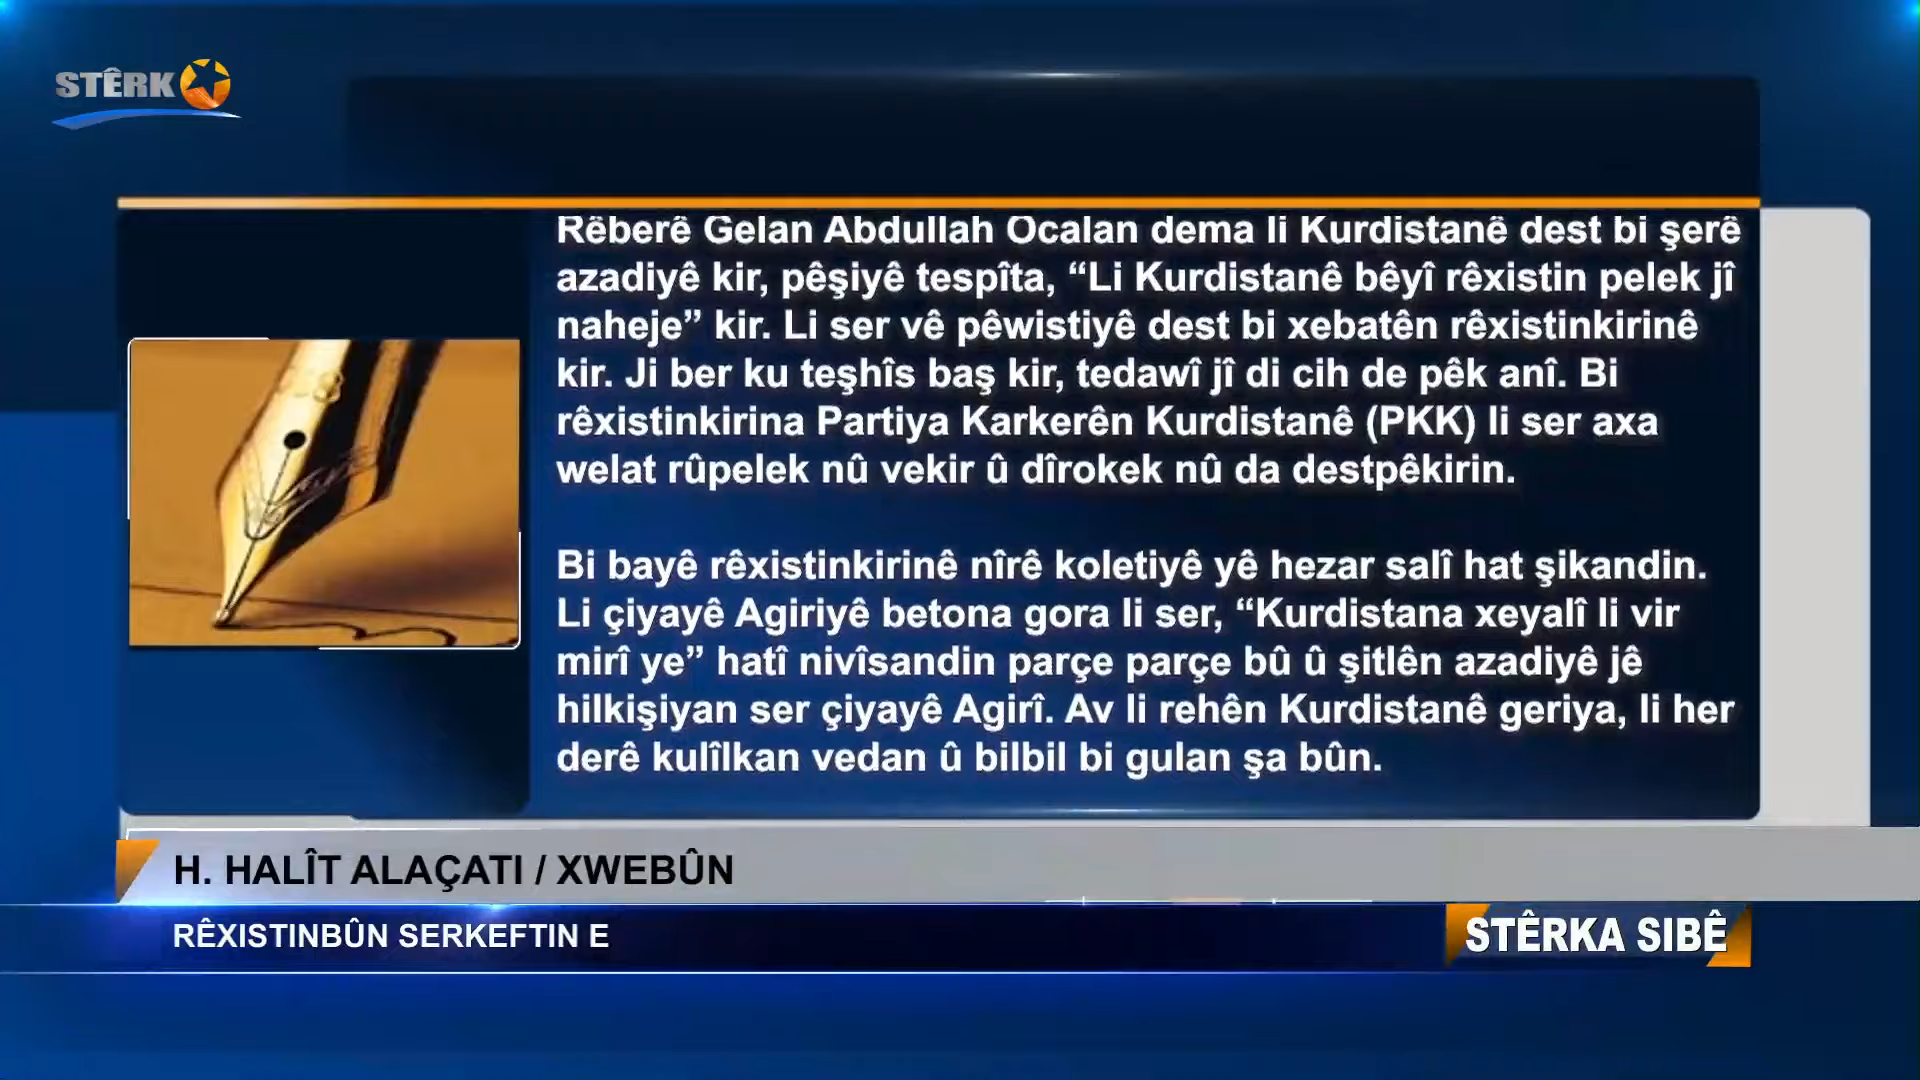 STÊRK
Rêberê Gelan Abdullah Ocalan dema li Kurdistanê dest bi şerê
azadiyê kir, pêşiyê tespîta, “Li Kurdistanê bêyî rêxistin pelek jî
naheje” kir. Li ser vê pêwistiyê dest bi xebatên rêxistinkirinê
kir. Ji ber ku teşhîs baş kir, tedawî jî di cih de pêk anî. Bi
rêxistinkirina Partiya Karkerên Kurdistanê (PKK) li ser axa
welat rûpelek nû vekir û dîrokek nû da destpêkirin.
Bi bayê rêxistinkirinê nîrê koletiyê yê hezar salî hat şikandin.
Li çiyayê Agiriyê betona gora li ser, “Kurdistana xeyalî li vir
mirî ye” hatî nivîsandin parçe parçe bû û şitlên azadiyê jê
hilkişiyan ser çiyayê Agirî. Av li rehên Kurdistanê geriya, li her
derê kulîlkan vedan û bilbil bi gulan şa bûn.
H. HALÎT ALAÇATI / XWEBÛN
RÊXISTINBÛN SERKEFTIN E
STÊRKA SIBÊ